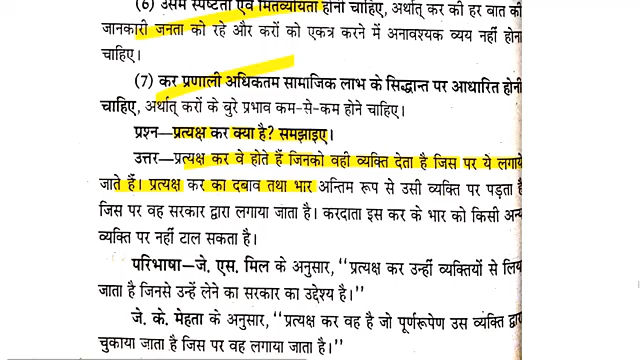 (6) उसमें स्पष्टता एवं मितव्ययिता होनी चाहिए, अर्थात् कर की हर बात की
जानकारी जनता को रहे और करों को एकत्र करने में अनावश्यक व्यय नहीं होना
चाहिए।
(7) कर प्रणाली अधिकतम सामाजिक लाभ के सिद्धान्त पर आधारित होनी
चाहिए, अर्थात् करों के बुरे प्रभाव कम-से-कम होने चाहिए।
प्रश्न—प्रत्यक्ष कर क्या है? समझाइए।
उत्तर—प्रत्यक्ष कर वे होते हैं जिनको वही व्यक्ति देता है जिस पर ये लगाये
जाते हैं। प्रत्यक्ष कर का दबाव तथा भार अन्तिम रूप से उसी व्यक्ति पर पड़ता है
जिस पर वह सरकार द्वारा लगाया जाता है। करदाता इस कर के भार को किसी अन्य
व्यक्ति पर नहीं टाल सकता है।
परिभाषा—जे. एस. मिल के अनुसार, ‘‘प्रत्यक्ष कर उन्हीं व्यक्तियों से लिया
जाता है जिनसे उन्हें लेने का सरकार का उद्देश्य है।’’
जे. के. मेहता के अनुसार, ‘‘प्रत्यक्ष कर वह है जो पूर्णरूपेण उस व्यक्ति द्वारा
चुकाया जाता है जिस पर वह लगाया जाता है।’’